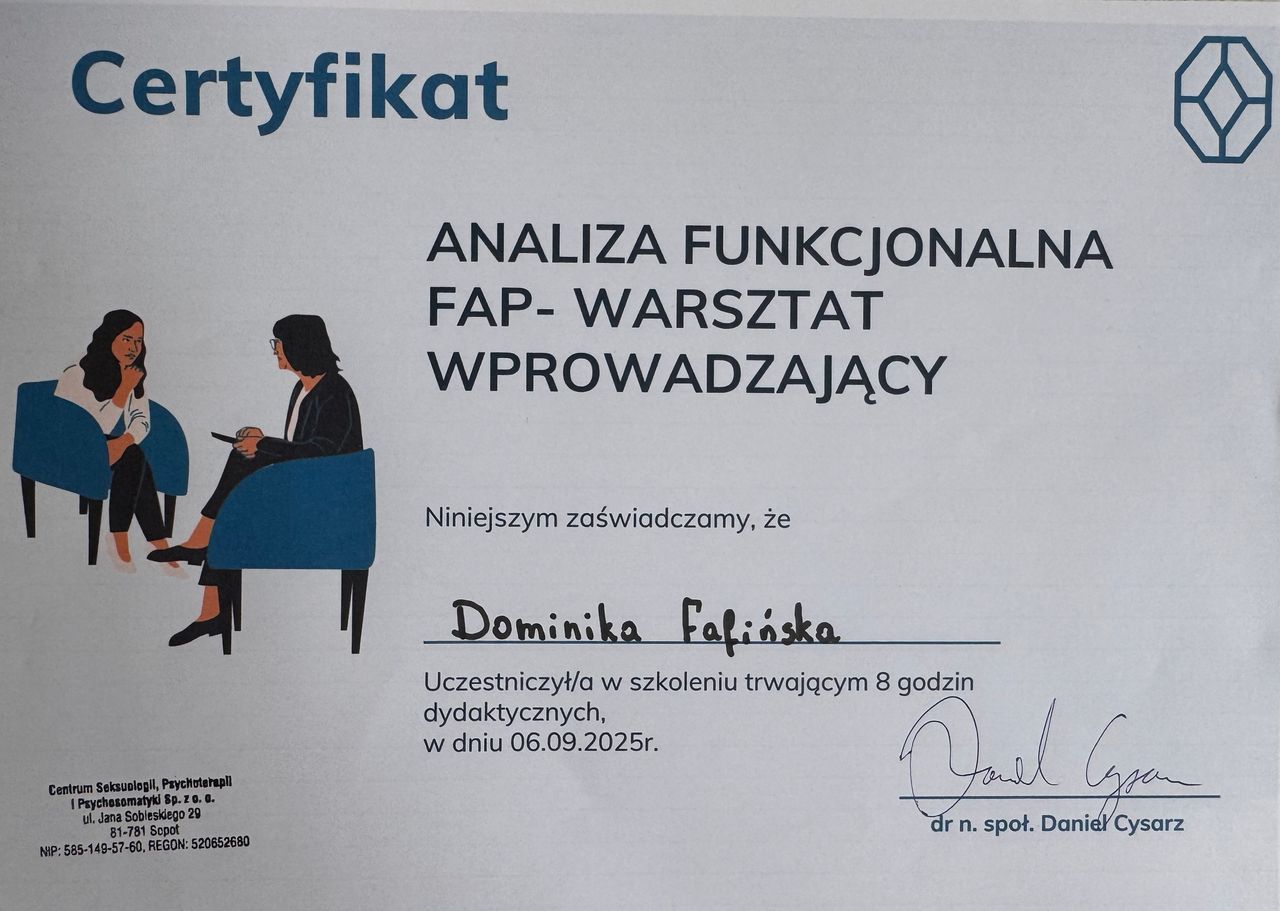 Certyfikat
ANALIZA FUNKCJONALNA
FAP- WARSZTAT
WPROWADZAJĄCY
Niniejszym zaświadczamy, że
Dominika Fafińska
Uczestniczył/a w szkoleniu trwającym 8 godzin
dydaktycznych,
w dniu 06.09.2025r.
Daniel Cysarz
dr n. społ. Daniel Cysarz
Centrum Seksuologii, Psychoterapii
i Psychosomatyki Sp. z o. o.
ul. Jana Sobieskiego 29
81-781 Sopot
NIP: 585-149-57-60, REGON: 520652680